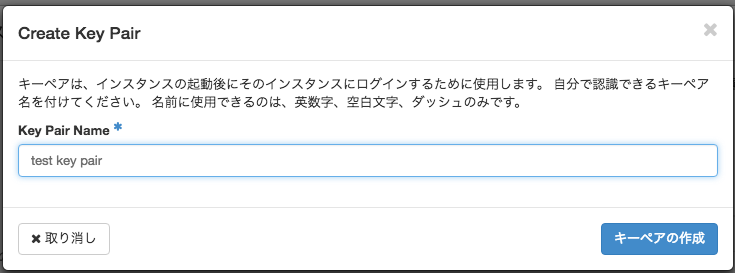 Create Key Pair
キーペアは、インスタンスの起動後にそのインスタンスにログインするために使用します。 自分で認識できるキーペア
名を付けてください。 名前に使用できるのは、英数字、空白文字、ダッシュのみです。
Key Pair Name *
test key pair
✖ 取り消し
キーペアの作成